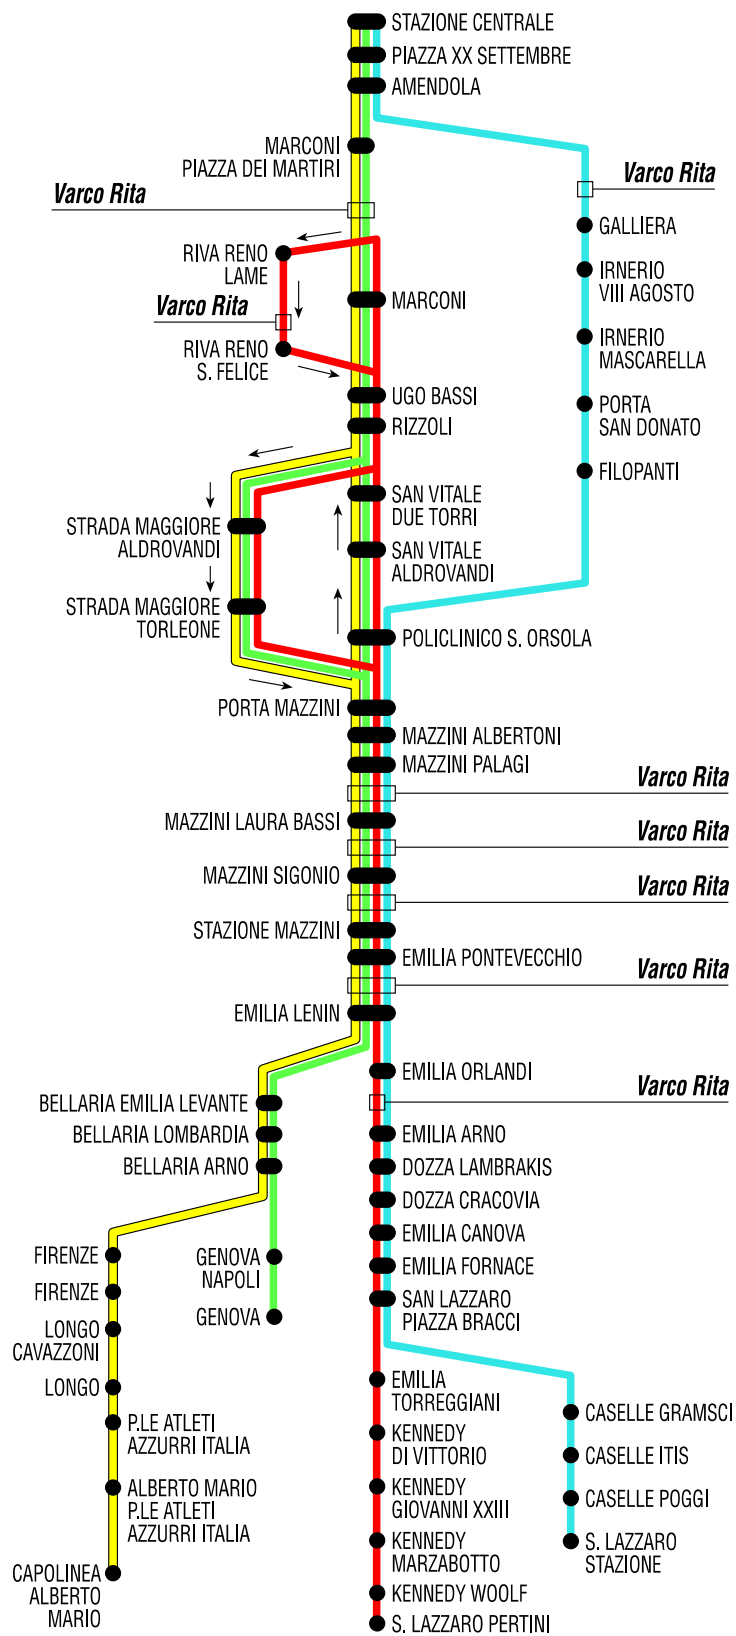 STAZIONE CENTRALE
PIAZZA XX SETTEMBRE
AMENDOLA
MARCONI
PIAZZA DEI MARTIRI
Varco Rita
Varco Rita
GALLIERA
RIVA RENO
LAME
IRNERIO
VIII AGOSTO
MARCONI
Varco Rita
IRNERIO
MASCARELLA
RIVA RENO
S. FELICE
UGO BASSI
PORTA
SAN DONATO
RIZZOLI
FILOPANTI
SAN VITALE
DUE TORRI
STRADA MAGGIORE
ALDROVANDI
SAN VITALE
ALDROVANDI
STRADA MAGGIORE
TORLEONE
POLICLINICO S. ORSOLA
PORTA MAZZINI
MAZZINI ALBERTONI
MAZZINI PALAGI
Varco Rita
MAZZINI LAURA BASSI
Varco Rita
MAZZINI SIGONIO
Varco Rita
STAZIONE MAZZINI
EMILIA PONTEVECCHIO
Varco Rita
EMILIA LENIN
EMILIA ORLANDI
Varco Rita
BELLARIA EMILIA LEVANTE
BELLARIA LOMBARDIA
EMILIA ARNO
BELLARIA ARNO
DOZZA LAMBRAKIS
DOZZA CRACOVIA
EMILIA CANOVA
FIRENZE
GENOVA
NAPOLI
EMILIA FORNACE
FIRENZE
SAN LAZZARO
PIAZZA BRACCI
GENOVA
LONGO
CAVAZZONI
LONGO
EMILIA
TORREGGIANI
CASELLE GRAMSCI
P.LE ATLETI
AZZURRI ITALIA
KENNEDY
DI VITTORIO
CASELLE ITIS
ALBERTO MARIO
P.LE ATLETI
AZZURRI ITALIA
KENNEDY
GIOVANNI XXIII
CASELLE POGGI
KENNEDY
MARZABOTTO
S. LAZZARO
STAZIONE
CAPOLINEA
ALBERTO
MARIO
KENNEDY WOOLF
S. LAZZARO PERTINI